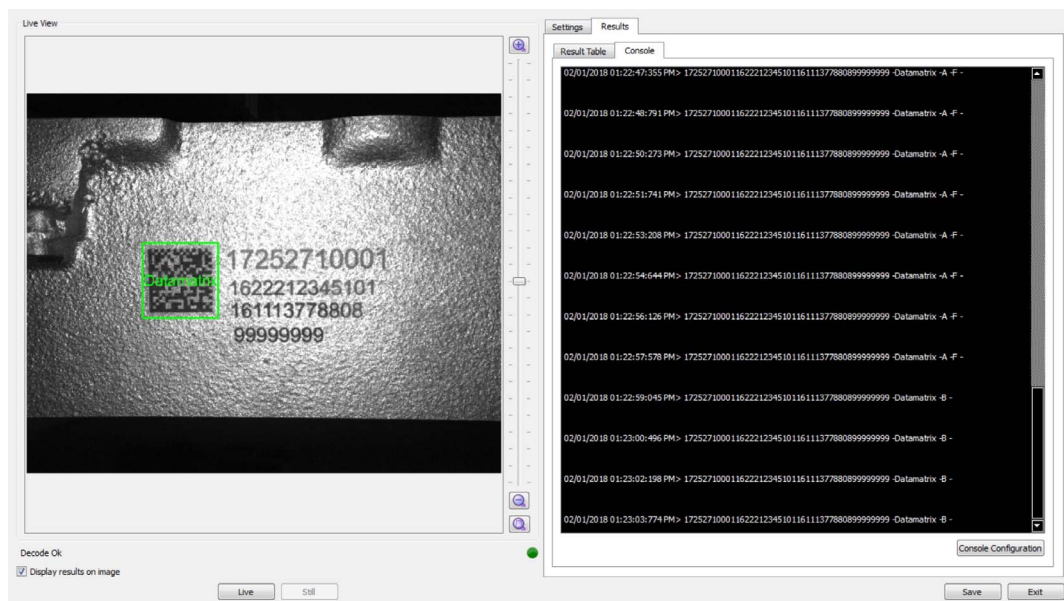 Live View
Datamatrix
17252710001
1622212345101
161113778808
99999999
Decode Ok
Display results on image
Live
Still
Settings
Results
Result Table
Console
02/01/2018 01:22:47:355 PM> 1725271000116222123451011611137788089​9999999 -Datamatrix -A -F -
02/01/2018 01:22:48:791 PM> 17252710001162221234510116111377880899999999 -Datamatrix -A -F -
02/01/2018 01:22:50:273 PM> 17252710001162221234510116111377880899999999 -Datamatrix -A -F -
02/01/2018 01:22:51:741 PM> 17252710001162221234510116111377880899999999 -Datamatrix -A -F -
02/01/2018 01:22:53:208 PM> 17252710001162221234510116111377880899999999 -Datamatrix -A -F -
02/01/2018 01:22:54:644 PM> 17252710001162221234510116111377880899999999 -Datamatrix -A -F -
02/01/2018 01:22:56:126 PM> 17252710001162221234510116111377880899999999 -Datamatrix -A -F -
02/01/2018 01:22:57:578 PM> 17252710001162221234510116111377880899999999 -Datamatrix -A -F -
02/01/2018 01:22:59:045 PM> 17252710001162221234510116111377880899999999 -Datamatrix -B -
02/01/2018 01:23:00:496 PM> 17252710001162221234510116111377880899999999 -Datamatrix -B -
02/01/2018 01:23:02:198 PM> 17252710001162221234510116111377880899999999 -Datamatrix -B -
02/01/2018 01:23:03:774 PM> 17252710001162221234510116111377880899999999 -Datamatrix -B -
Console Configuration
Save
Exit